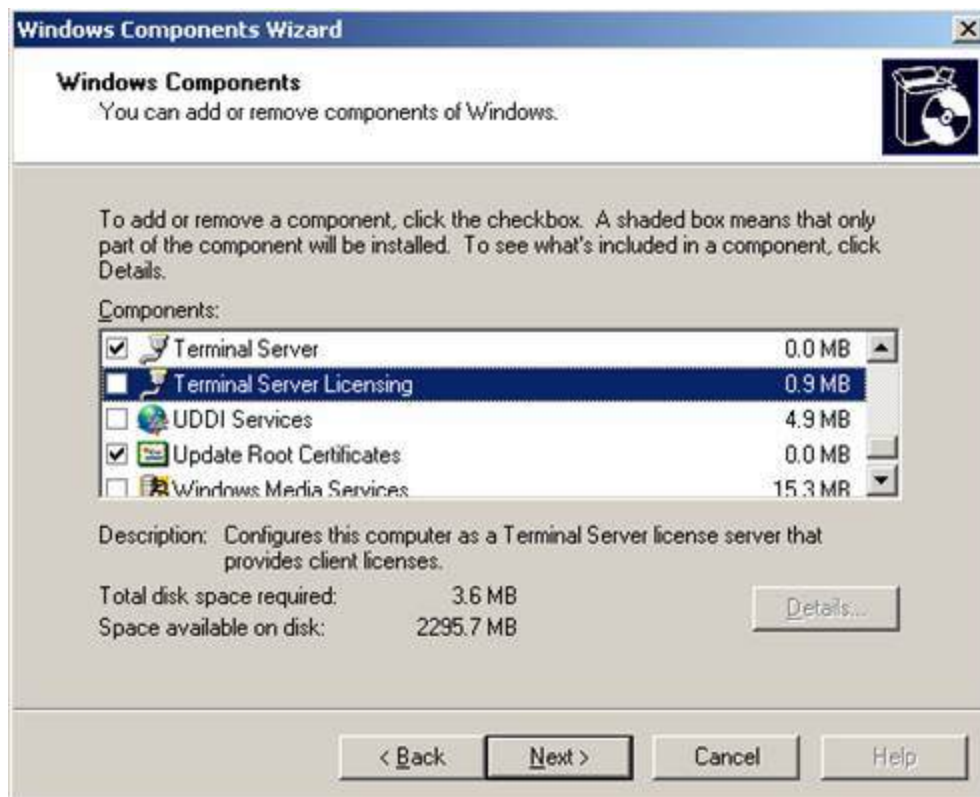 Windows Components Wizard
Windows Components
You can add or remove components of Windows.
To add or remove a component, click the checkbox. A shaded box means that only
part of the component will be installed. To see what's included in a component, click
Details.
Components:
Terminal Server 0.0 MB
Terminal Server Licensing 0.9 MB
UDDI Services 4.9 MB
Update Root Certificates 0.0 MB
Windows Media Services 15.3 MB
Description: Configures this computer as a Terminal Server license server that
provides client licenses.
Total disk space required: 3.6 MB
Space available on disk: 2295.7 MB
Details...
< Back Next > Cancel Help